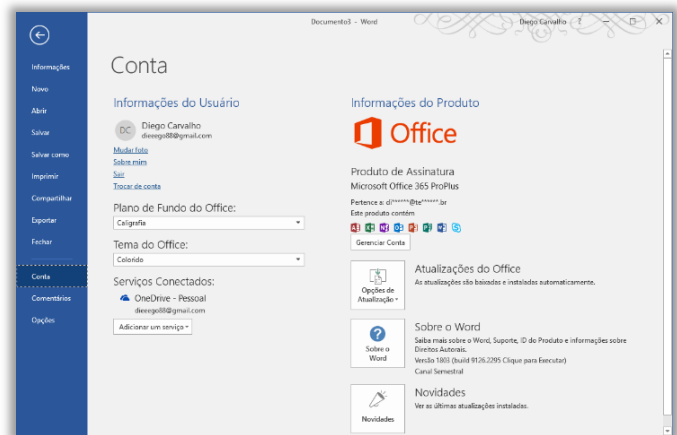 Documento3 - Word
Diego Carvalho
?
Informações
Novo
Abrir
Salvar
Salvar como
Imprimir
Compartilhar
Exportar
Fechar
Conta
Comentários
Opções
Conta
Informações do Usuário
DC
Diego Carvalho
dieeego88@gmail.com
Mudar foto
Sobre mim
Sair
Trocar de conta
Plano de Fundo do Office:
Caligrafia
Tema do Office:
Colorido
Serviços Conectados:
OneDrive - Pessoal
dieeego88@gmail.com
Adicionar um serviço
Informações do Produto
Office
Produto de Assinatura
Microsoft Office 365 ProPlus
Pertence a: di******@te******.br
Este produto contém
Gerenciar Conta
Opções de
Atualização
Atualizações do Office
As atualizações são baixadas e instaladas automaticamente.
Sobre o
Word
Sobre o Word
Saiba mais sobre o Word, Suporte, ID do Produto e informações sobre
Direitos Autorais.
Versão 1803 (build 9126.2295 Clique para Executar)
Canal Semestral
Novidades
Novidades
Ver as últimas atualizações instaladas.